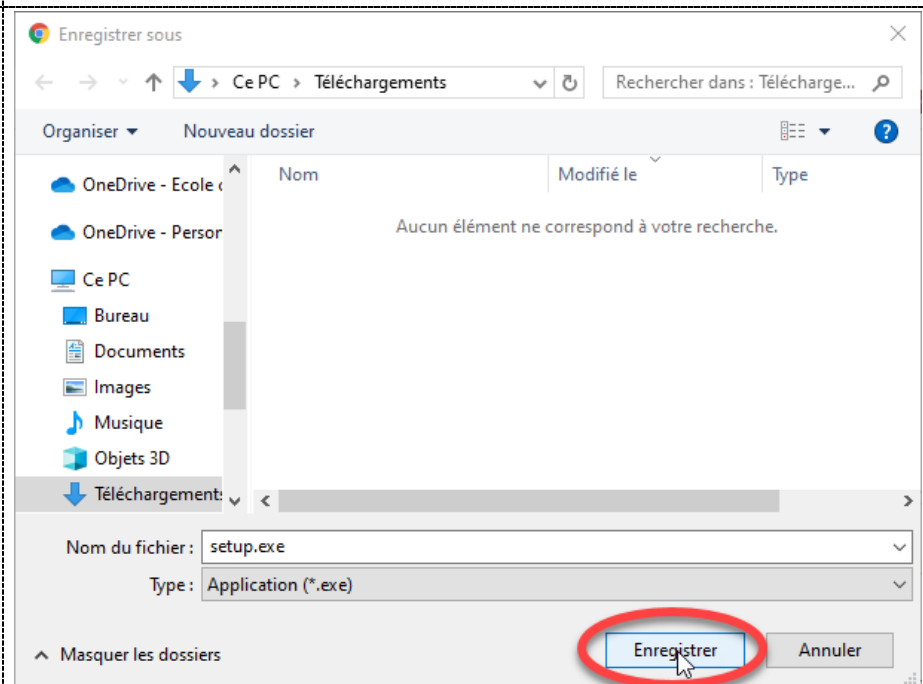 Enregistrer sous
Ce PC > Téléchargements
Rechercher dans : Télécharge...
Organiser
Nouveau dossier
?
Nom
Modifié le
Type
Aucun élément ne correspond à votre recherche.
OneDrive - Ecole
OneDrive - Person
Ce PC
Bureau
Documents
Images
Musique
Objets 3D
Téléchargements
Nom du fichier : setup.exe
Type : Application (*.exe)
Masquer les dossiers
Enregistrer
Annuler